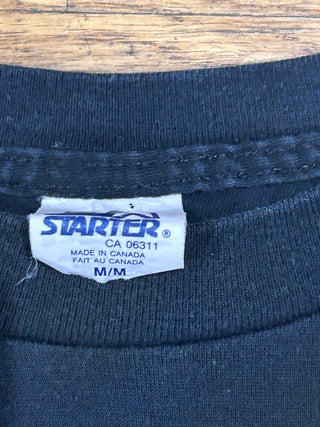 STARTER®
CA 06311
MADE IN CANADA
FAIT AU CANADA
M/M